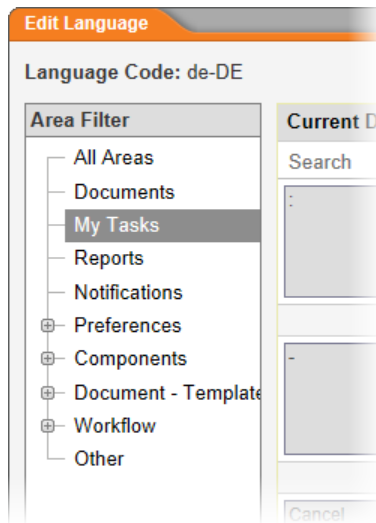 Edit Language
Language Code: de-DE
Area Filter
All Areas
Documents
My Tasks
Reports
Notifications
Preferences
Components
Document - Template
Workflow
Other
Current D
Search
:
-
Cancel